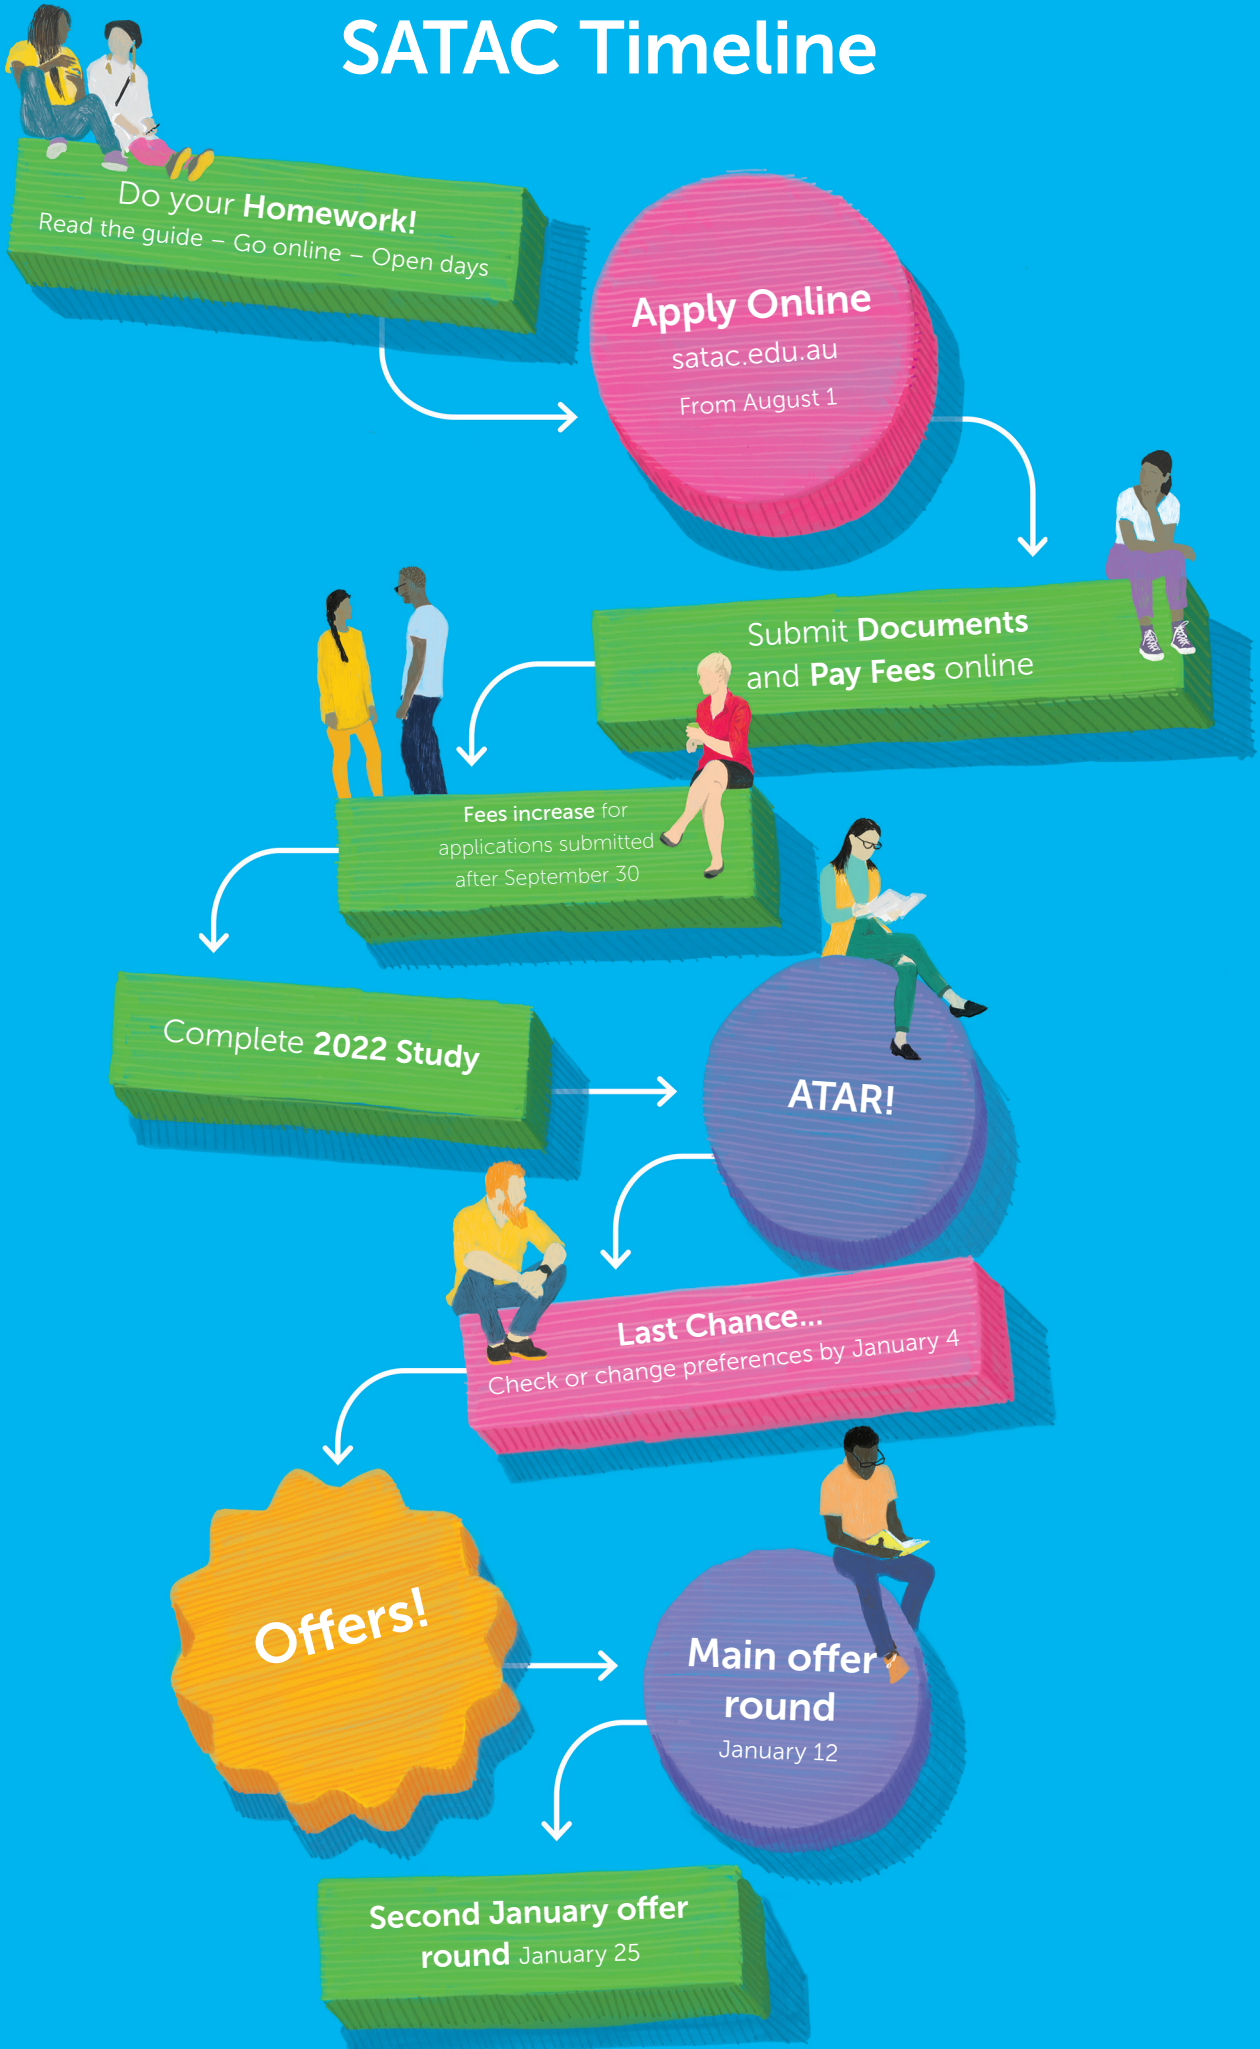 SATAC Timeline
Do your Homework!
Read the guide – Go online – Open days
Apply Online
satac.edu.au
From August 1
Submit Documents
and Pay Fees online
Fees increase for
applications submitted
after September 30
Complete 2022 Study
ATAR!
Last Chance...
Check or change preferences by January 4
Offers!
Main offer
round
January 12
Second January offer
round January 25